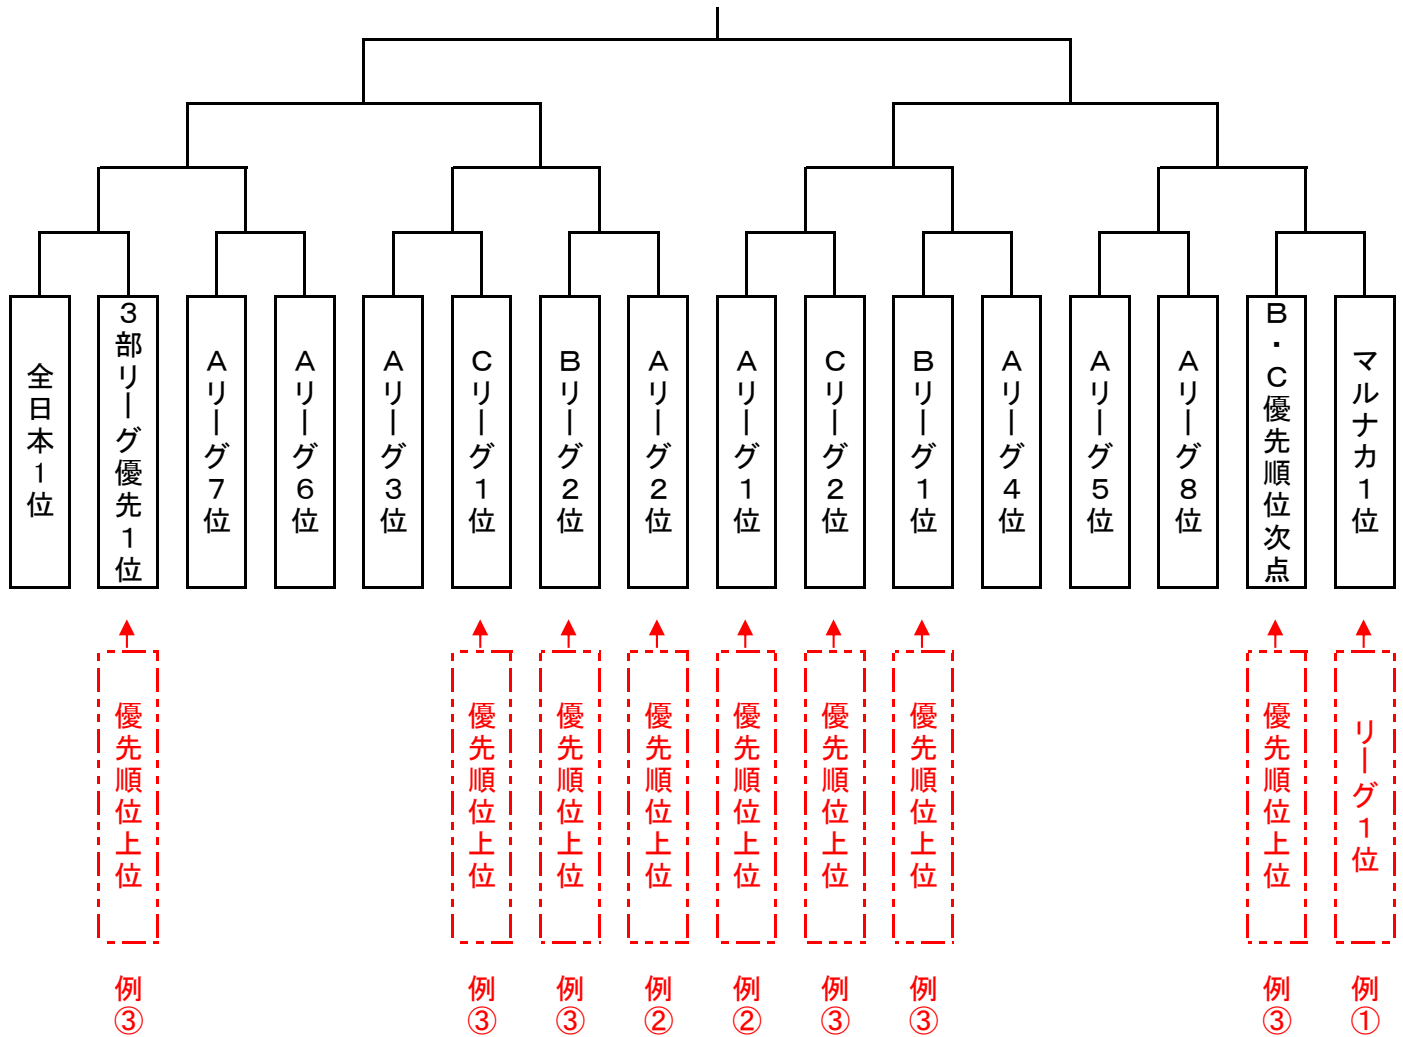 全日本１位
３部リーグ優先１位
Ａリーグ７位
Ａリーグ６位
Ａリーグ３位
Ｃリーグ１位
Ｂリーグ２位
Ａリーグ２位
Ａリーグ１位
Ｃリーグ２位
Ｂリーグ１位
Ａリーグ４位
Ａリーグ５位
Ａリーグ８位
Ｂ・Ｃ優先順位次点
マルナカ１位
優先順位上位
優先順位上位
優先順位上位
優先順位上位
優先順位上位
優先順位上位
優先順位上位
優先順位上位
リーグ１位
例③
例③
例③
例②
例②
例③
例③
例③
例①